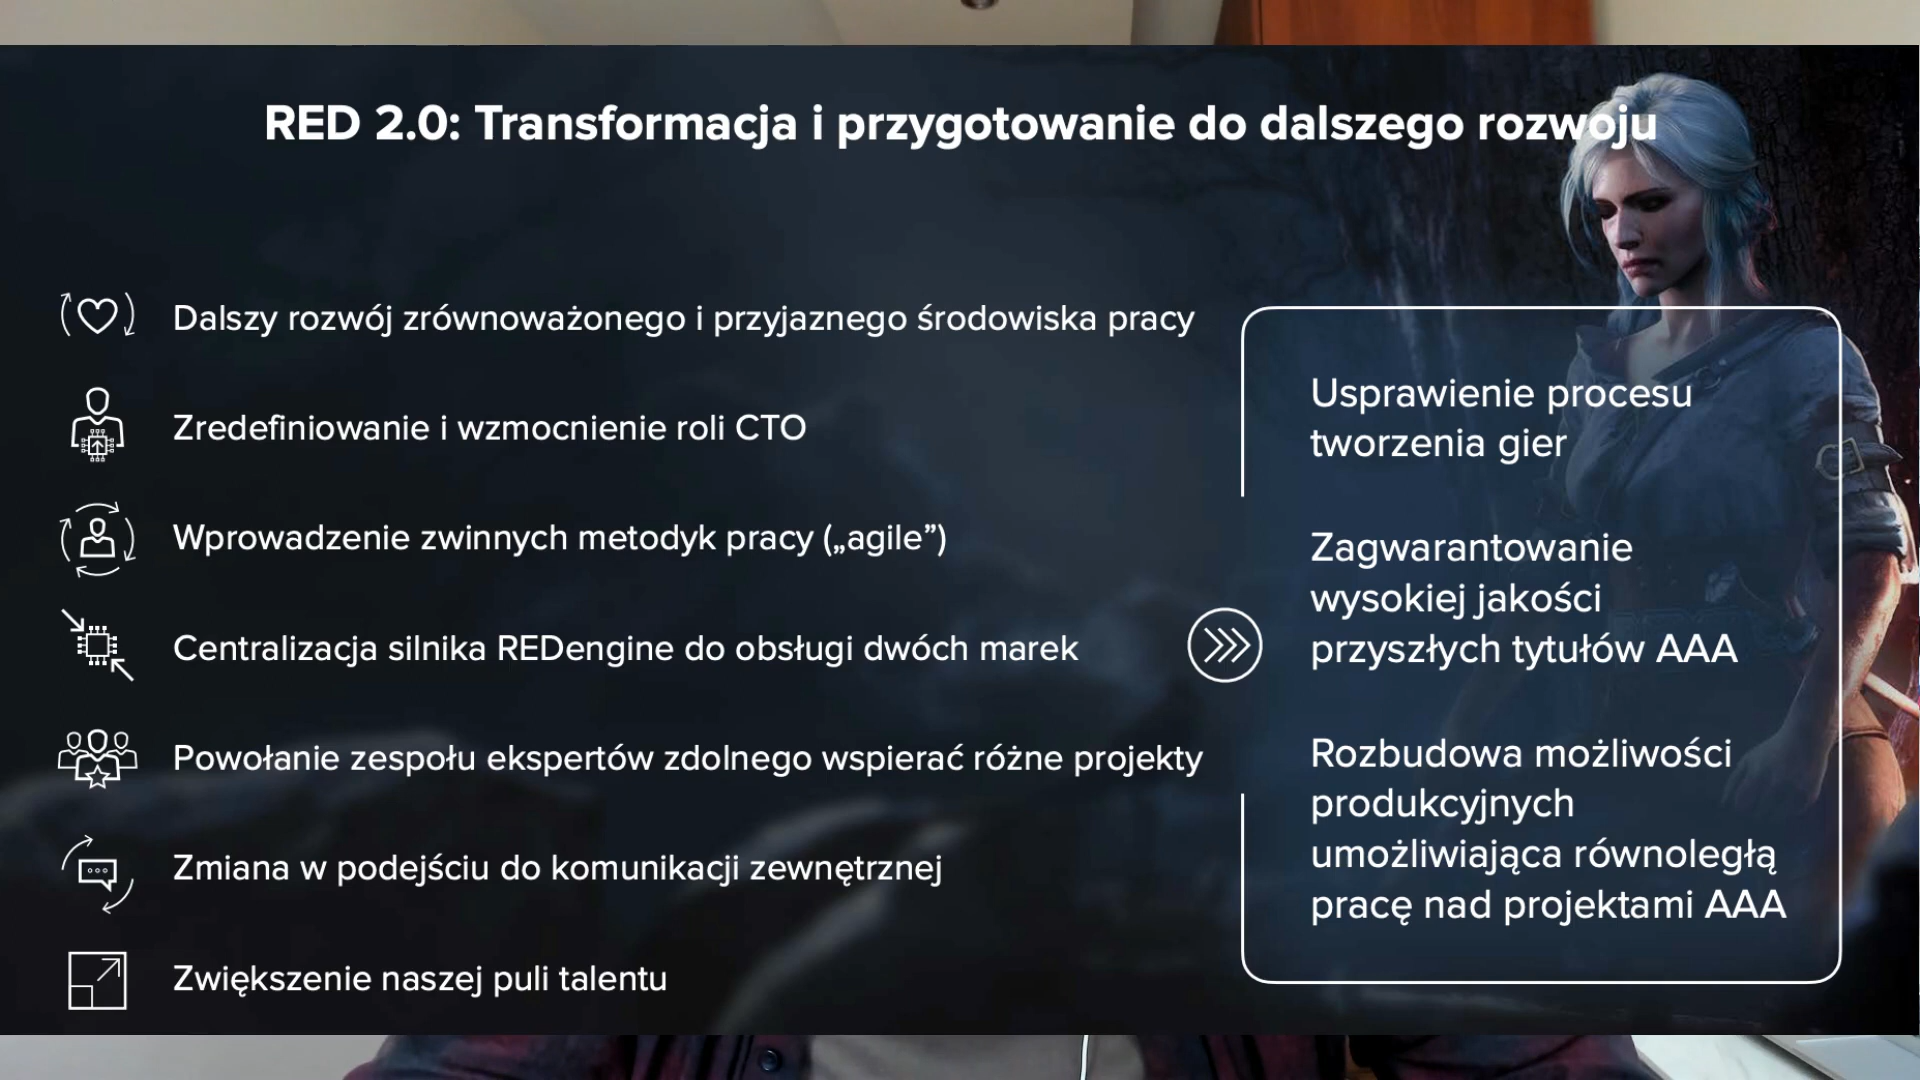 RED 2.0: Transformacja i przygotowanie do dalszego rozwoju
Dalszy rozwój zrównoważonego i przyjaznego środowiska pracy
Zredefiniowanie i wzmocnienie roli CTO
Wprowadzenie zwinnych metodyk pracy („agile”)
Centralizacja silnika REDengine do obsługi dwóch marek
Powołanie zespołu ekspertów zdolnego wspierać różne projekty
Zmiana w podejściu do komunikacji zewnętrznej
Zwiększenie naszej puli talentu
Usprawienie procesu
tworzenia gier
Zagwarantowanie
wysokiej jakości
przyszłych tytułów AAA
Rozbudowa możliwości
produkcyjnych
umożliwiająca równoległą
pracę nad projektami AAA